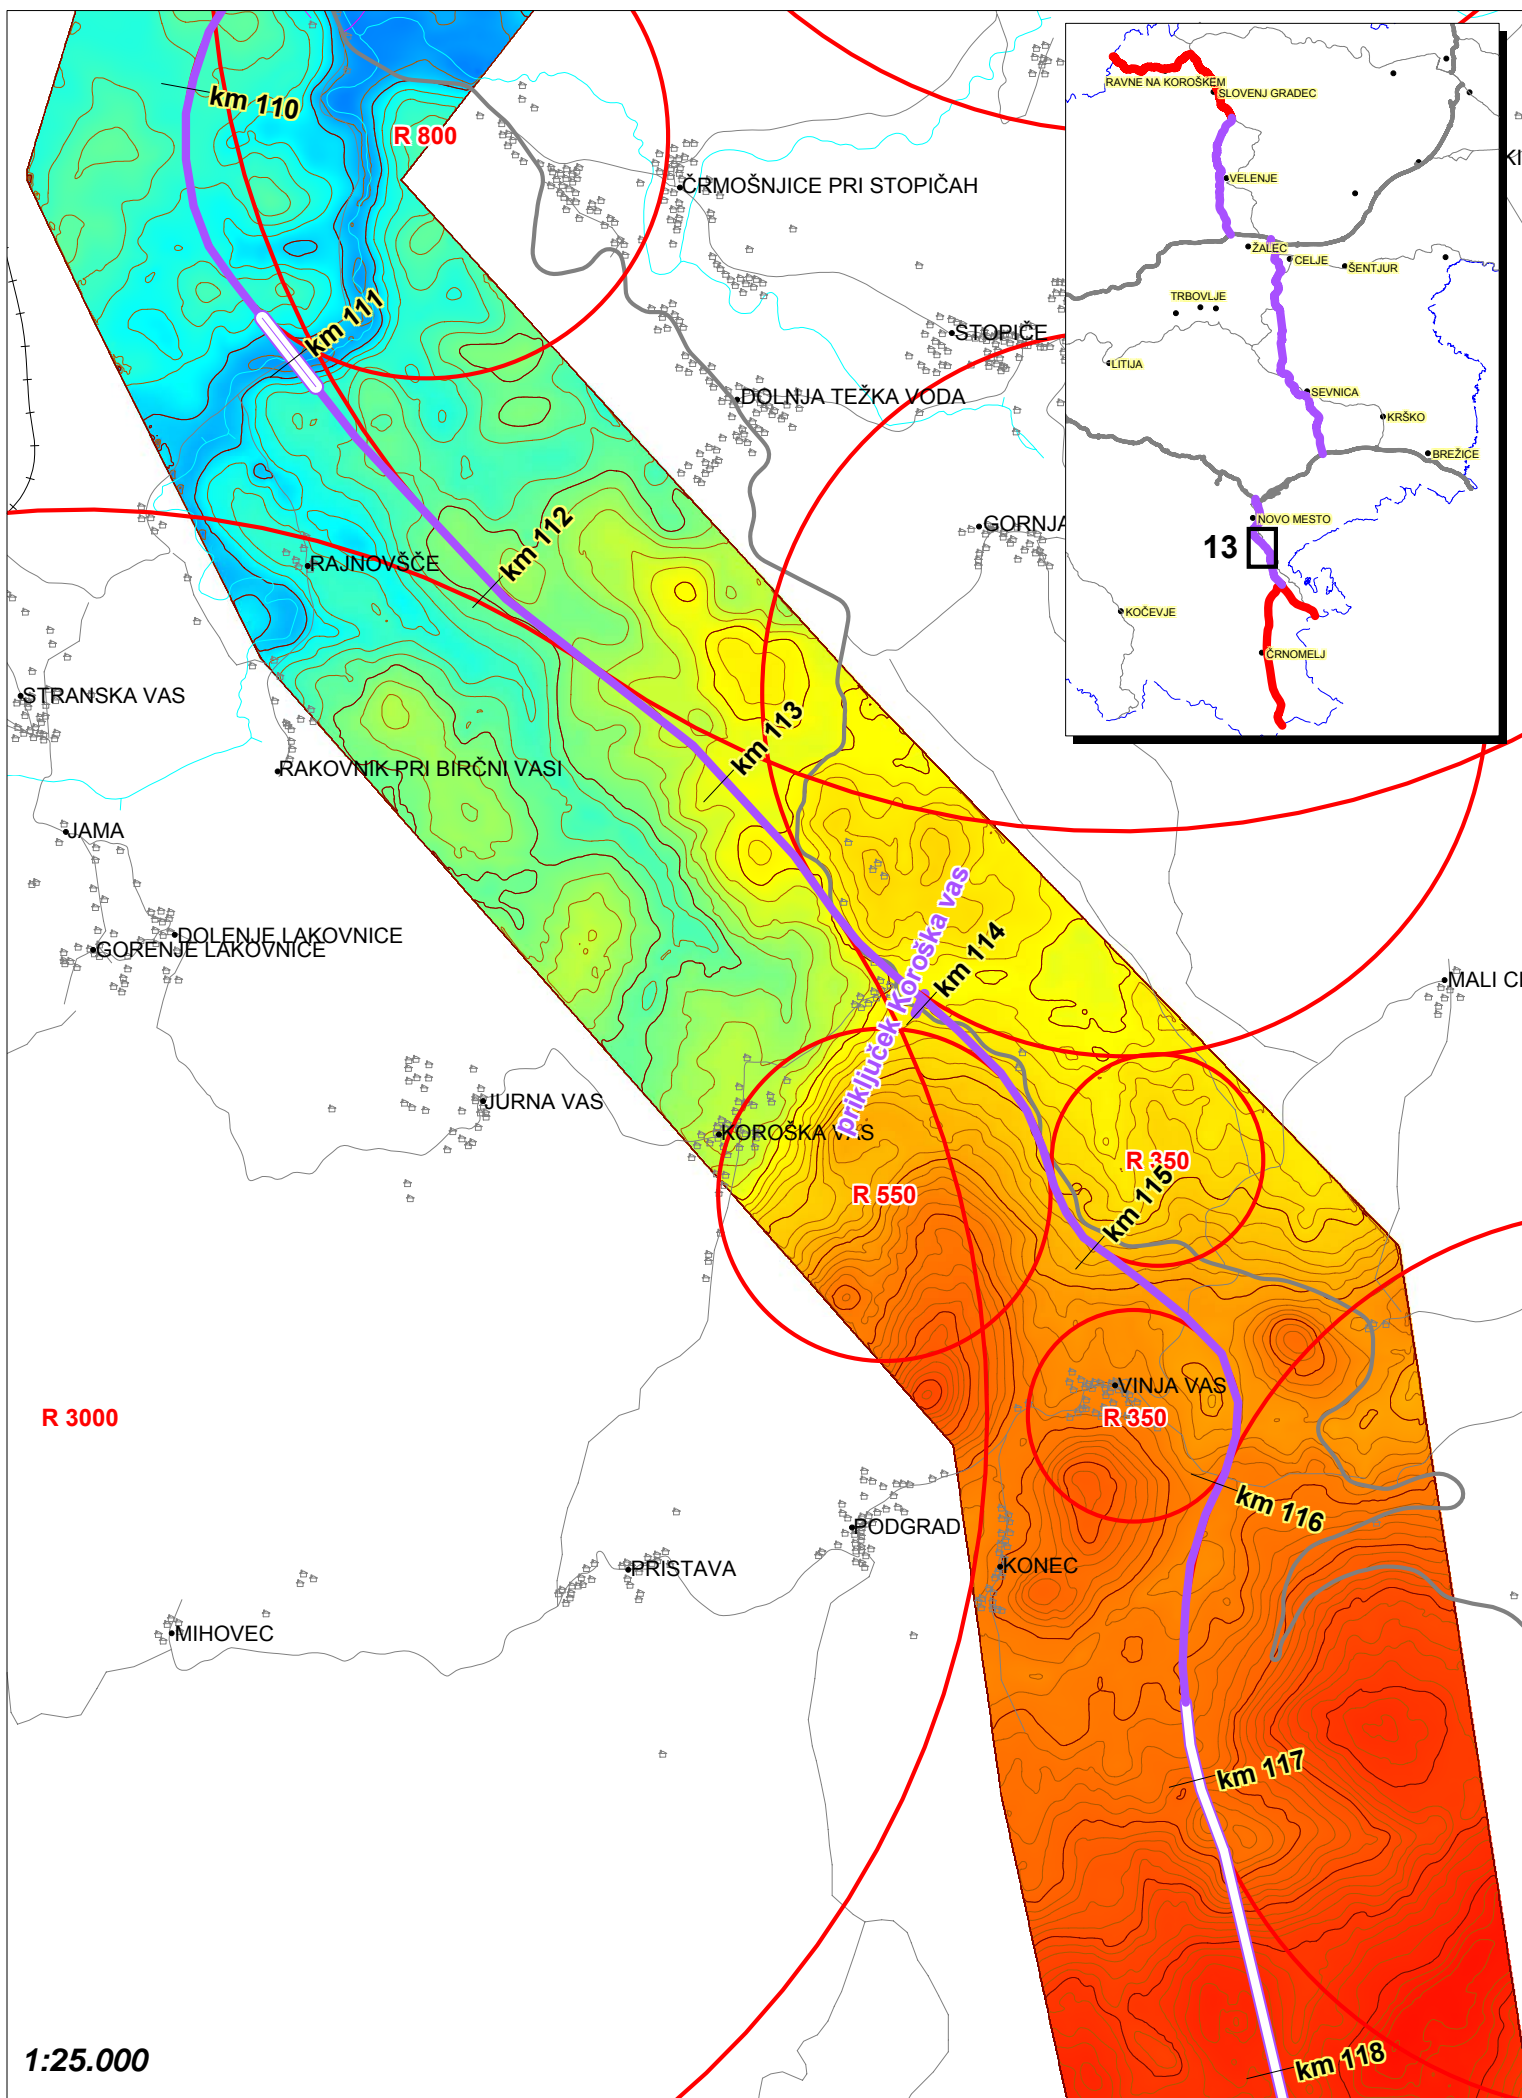 km 110
R 800
ČRMOŠNJICE PRI STOPIČAH
km 111
STOPIČE
DOLNJA TEŽKA VODA
GORNJA
km 112
RAJNOVŠČE
STRANSKA VAS
km 113
RAKOVNIK PRI BIRČNI VASI
JAMA
DOLENJE LAKOVNICE
GORENJE LAKOVNICE
priključek Koroška vas
km 114
JURNA VAS
KOROŠKA VAS
R 350
R 550
km 115
VINJA VAS
R 350
R 3000
km 116
PODGRAD
KONEC
PRISTAVA
MIHOVEC
km 117
km 118
1:25.000
RAVNE NA KOROŠKEM
SLOVENJ GRADEC
VELENJE
ŽALEC
CELJE
ŠENTJUR
TRBOVLJE
LITIJA
SEVNICA
KRŠKO
BREŽICE
NOVO MESTO
13
KOČEVJE
ČRNOMELJ